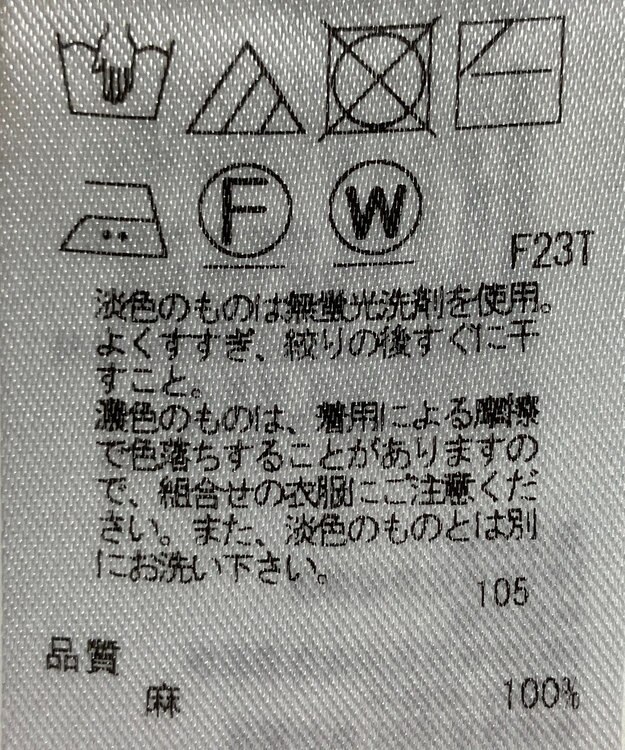 F
W
F23T
淡色のものは無蛍光洗剤を使用。
よくすすぎ、絞りの後すぐに干
すこと。
濃色のものは、着用による摩擦
で色落ちすることがありますの
で、組合せの衣服にご注意くだ
さい。また、淡色のものとは別
にお洗い下さい。
105
品質
麻 100%